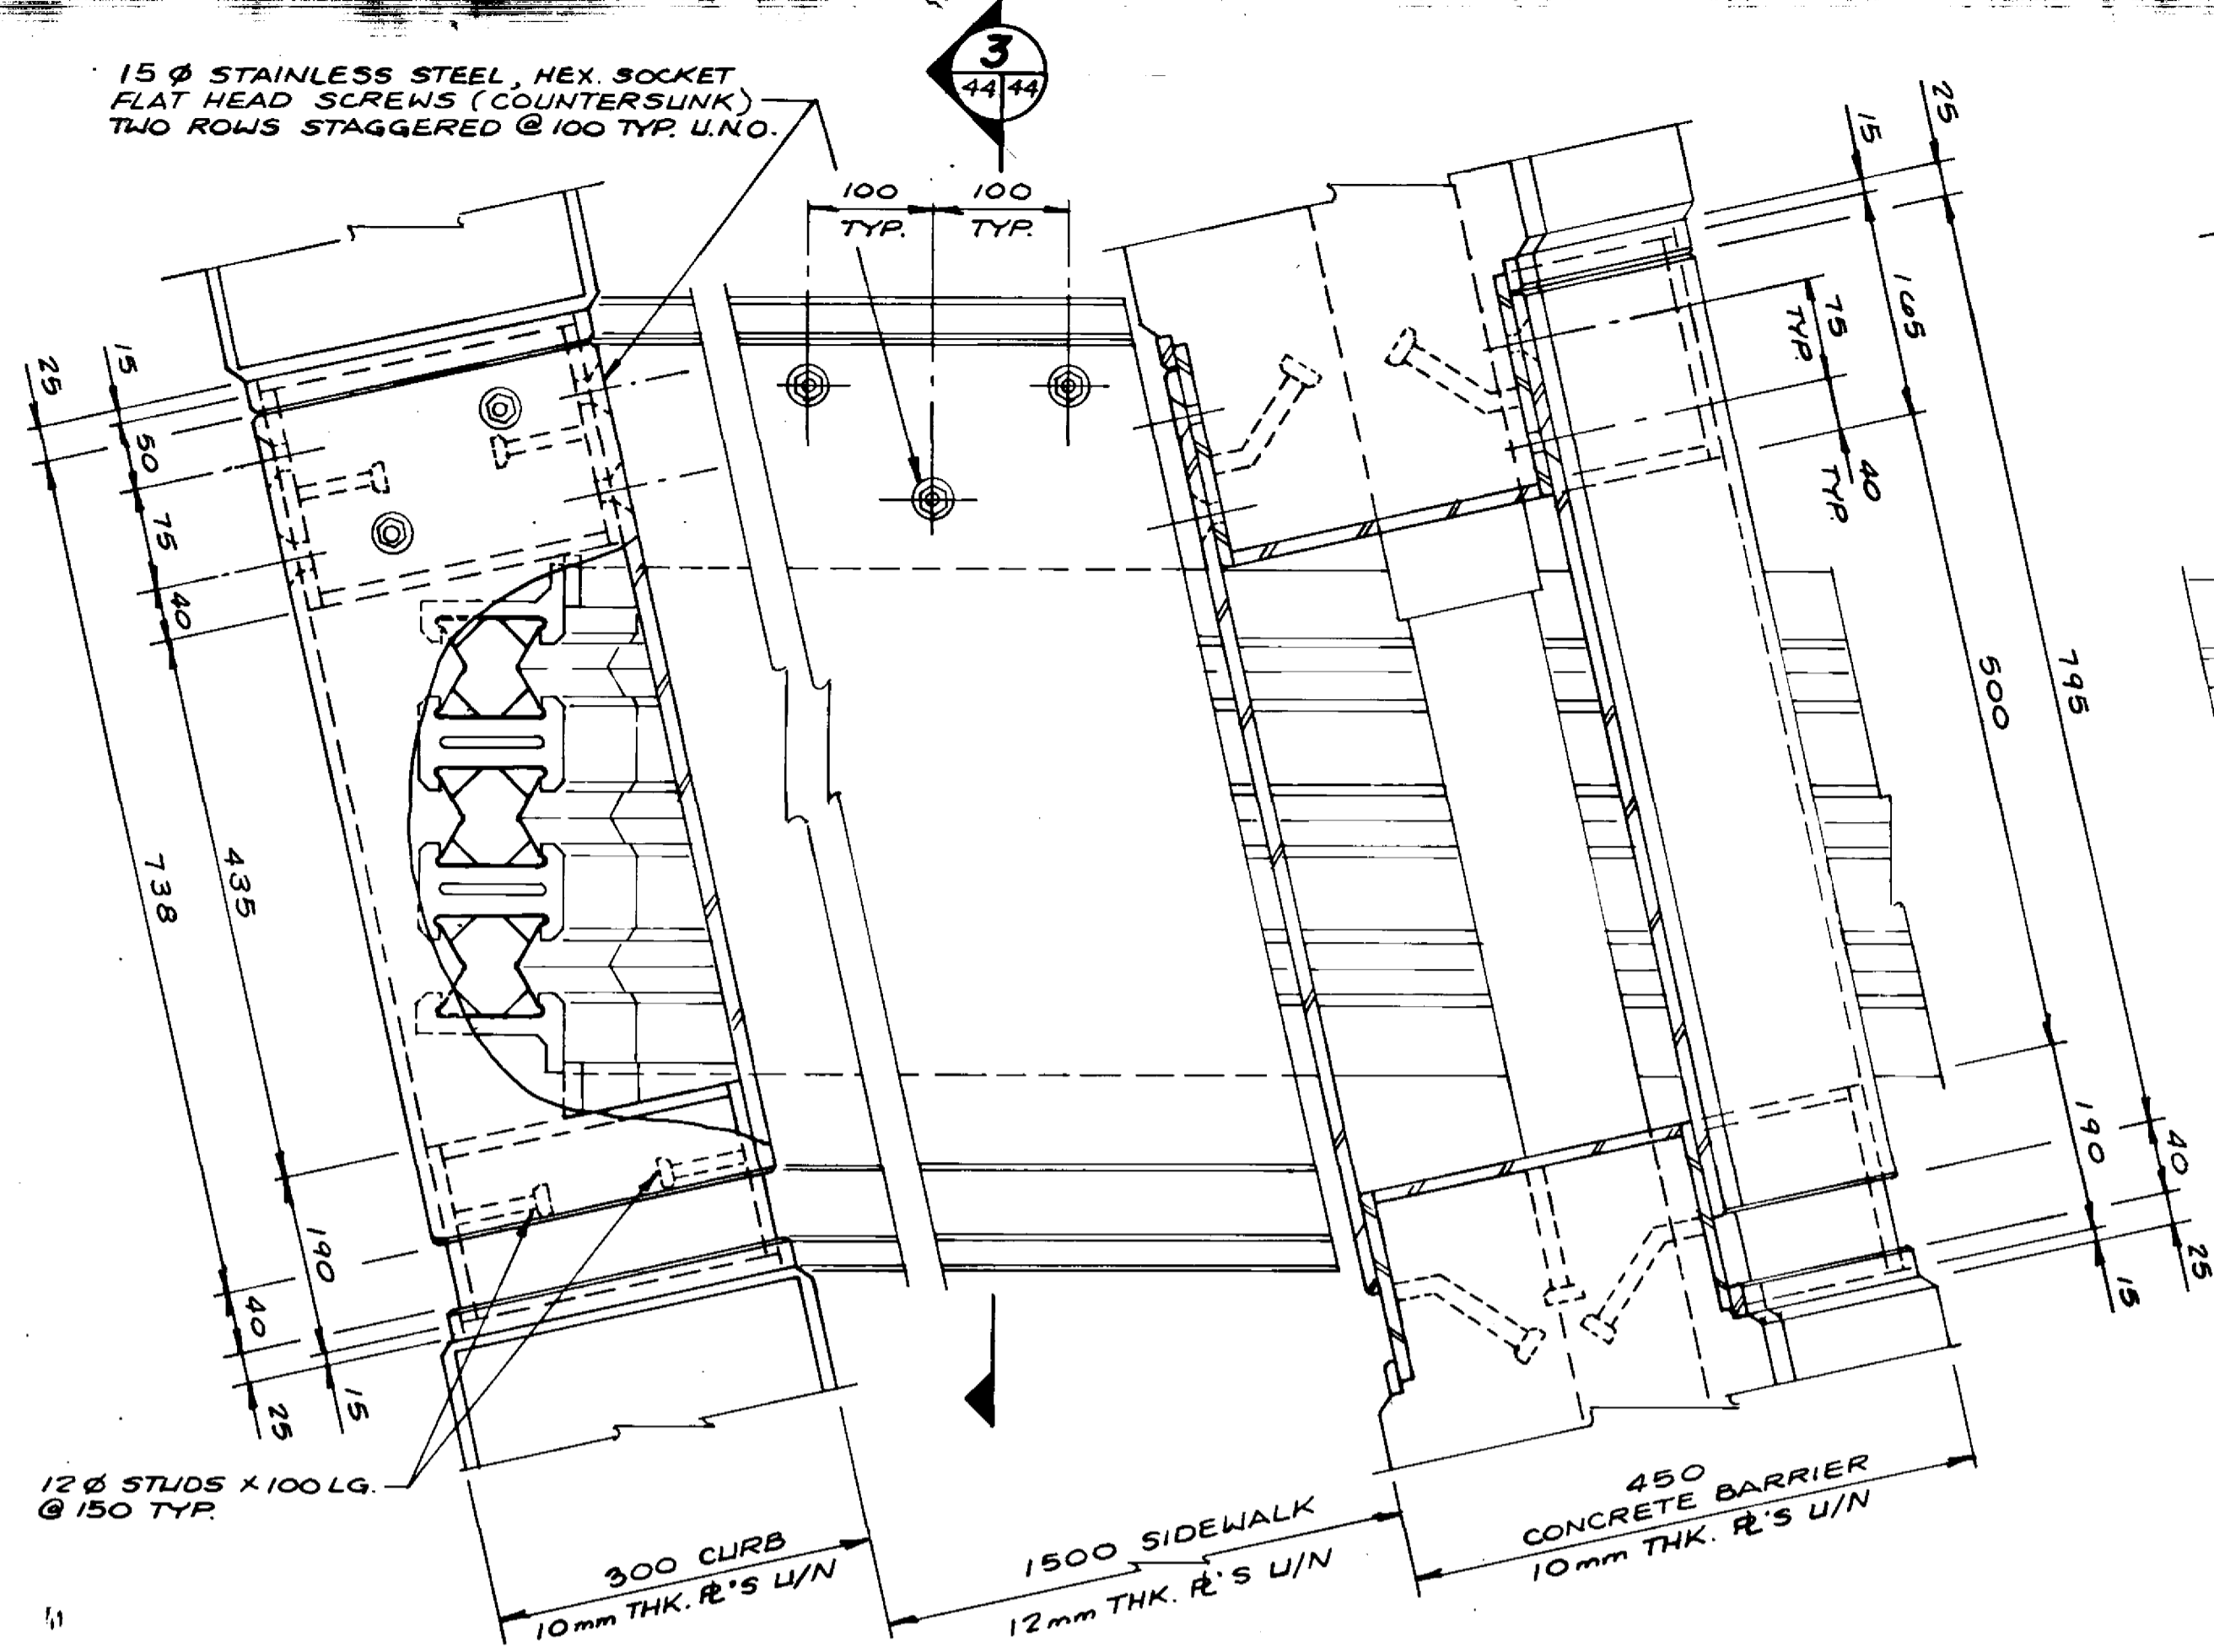 15 Ø STAINLESS STEEL, HEX. SOCKET
FLAT HEAD SCREWS (COUNTERSUNK)
TWO ROWS STAGGERED @ 100 TYP. U.N.O.
3
44 44
100
TYP.
100
TYP.
25
15
165
75
TYP.
40
TYP.
500
795
190
40
25
15
25
15
50
75
40
435
738
190
40
15
25
12 Ø STUDS X 100 LG.
@ 150 TYP.
300 CURB
10mm THK. PL'S U/N
1500 SIDEWALK
12mm THK. PL'S U/N
450
CONCRETE BARRIER
10mm THK. PL'S U/N